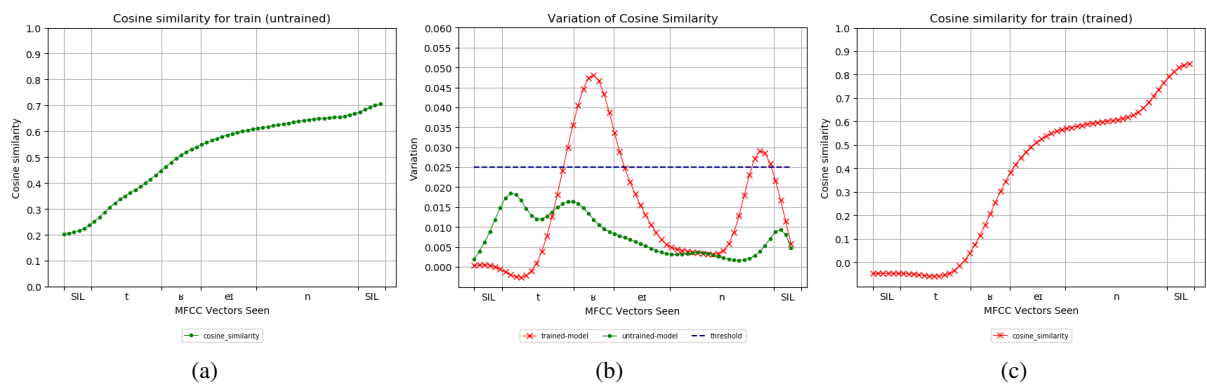 Cosine similarity for train (untrained)
1.0
0.9
0.8
0.7
0.6
0.5
0.4
0.3
0.2
0.1
0.0
Cosine similarity
SIL t ʁ eɪ n SIL
MFCC Vectors Seen
cosine_similarity
(a)
Variation of Cosine Similarity
0.060
0.055
0.050
0.045
0.040
0.035
0.030
0.025
0.020
0.015
0.010
0.005
0.000
Variation
SIL t ʁ eɪ n SIL
MFCC Vectors Seen
trained-model untrained-model threshold
(b)
Cosine similarity for train (trained)
1.0
0.9
0.8
0.7
0.6
0.5
0.4
0.3
0.2
0.1
0.0
Cosine similarity
SIL t ʁ eɪ n SIL
MFCC Vectors Seen
cosine_similarity
(c)